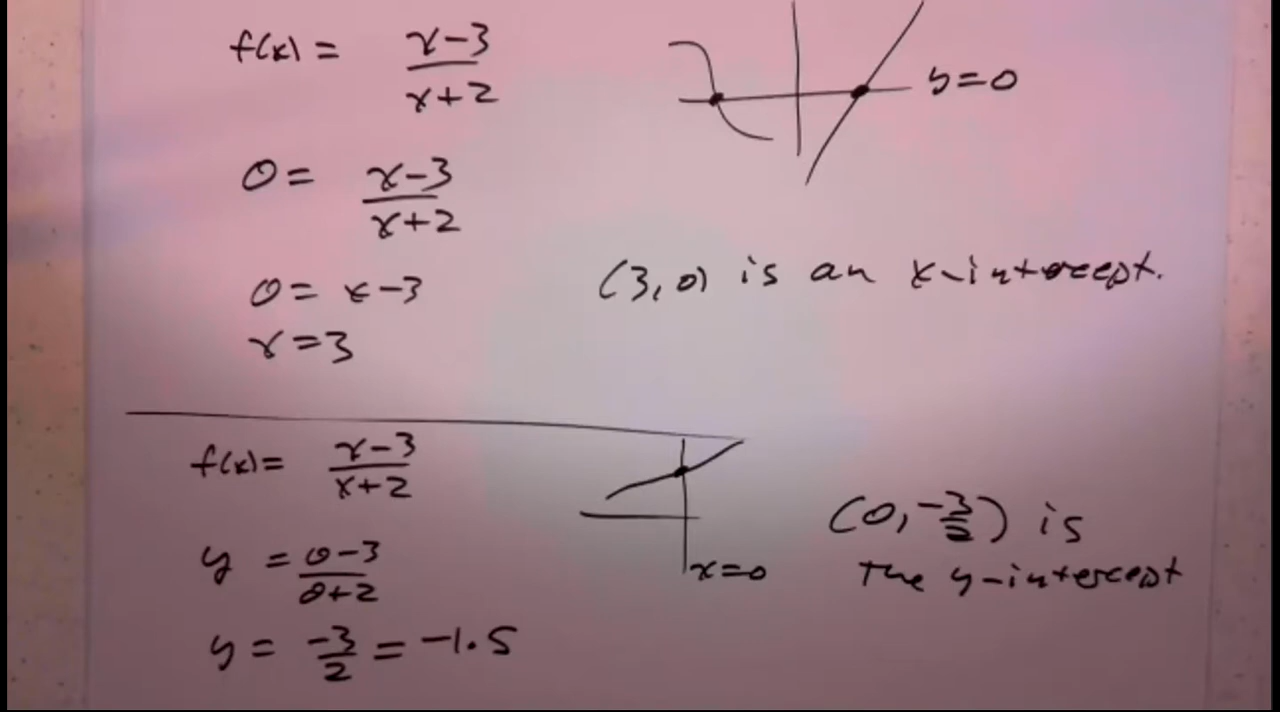 f(x) = x-3/x+2
y=0
0 = x-3/x+2
0 = x-3
(3,0) is an x-intercept.
x=3
f(x)= x-3/x+2
x=0
(0,-3/2) is
the y-intercept
y = 0-3/0+2
y = -3/2 = -1.5